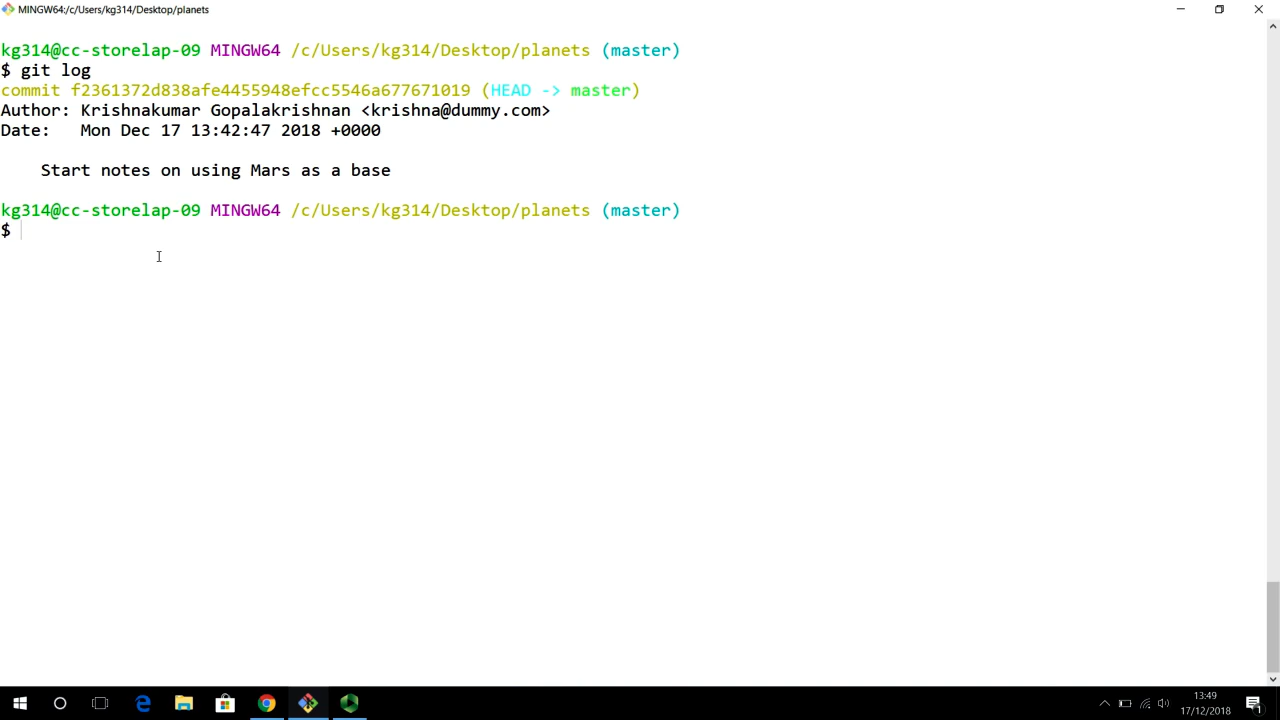 MINGW64:/c/Users/kg314/Desktop/planets
kg314@cc-storelap-09 MINGW64 /c/Users/kg314/Desktop/planets (master)
$ git log
commit f2361372d838afe4455948efcc5546a677671019 (HEAD -> master)
Author: Krishnakumar Gopalakrishnan <krishna@dummy.com>
Date:   Mon Dec 17 13:42:47 2018 +0000
    Start notes on using Mars as a base
kg314@cc-storelap-09 MINGW64 /c/Users/kg314/Desktop/planets (master)
$
13:49
17/12/2018
1